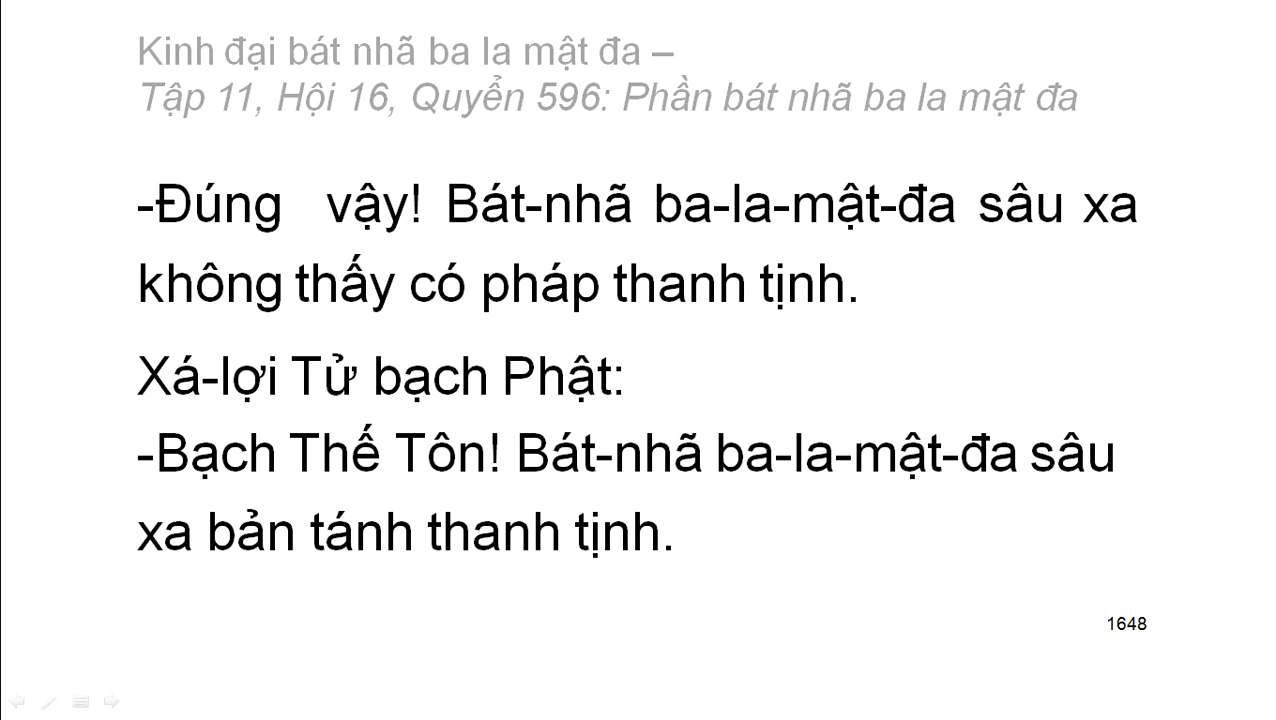 Kinh đại bát nhã ba la mật đa –
Tập 11, Hội 16, Quyển 596: Phần bát nhã ba la mật đa
-Đúng vậy! Bát-nhã ba-la-mật-đa sâu xa
không thấy có pháp thanh tịnh.
Xá-lợi Tử bạch Phật:
-Bạch Thế Tôn! Bát-nhã ba-la-mật-đa sâu
xa bản tánh thanh tịnh.
1648